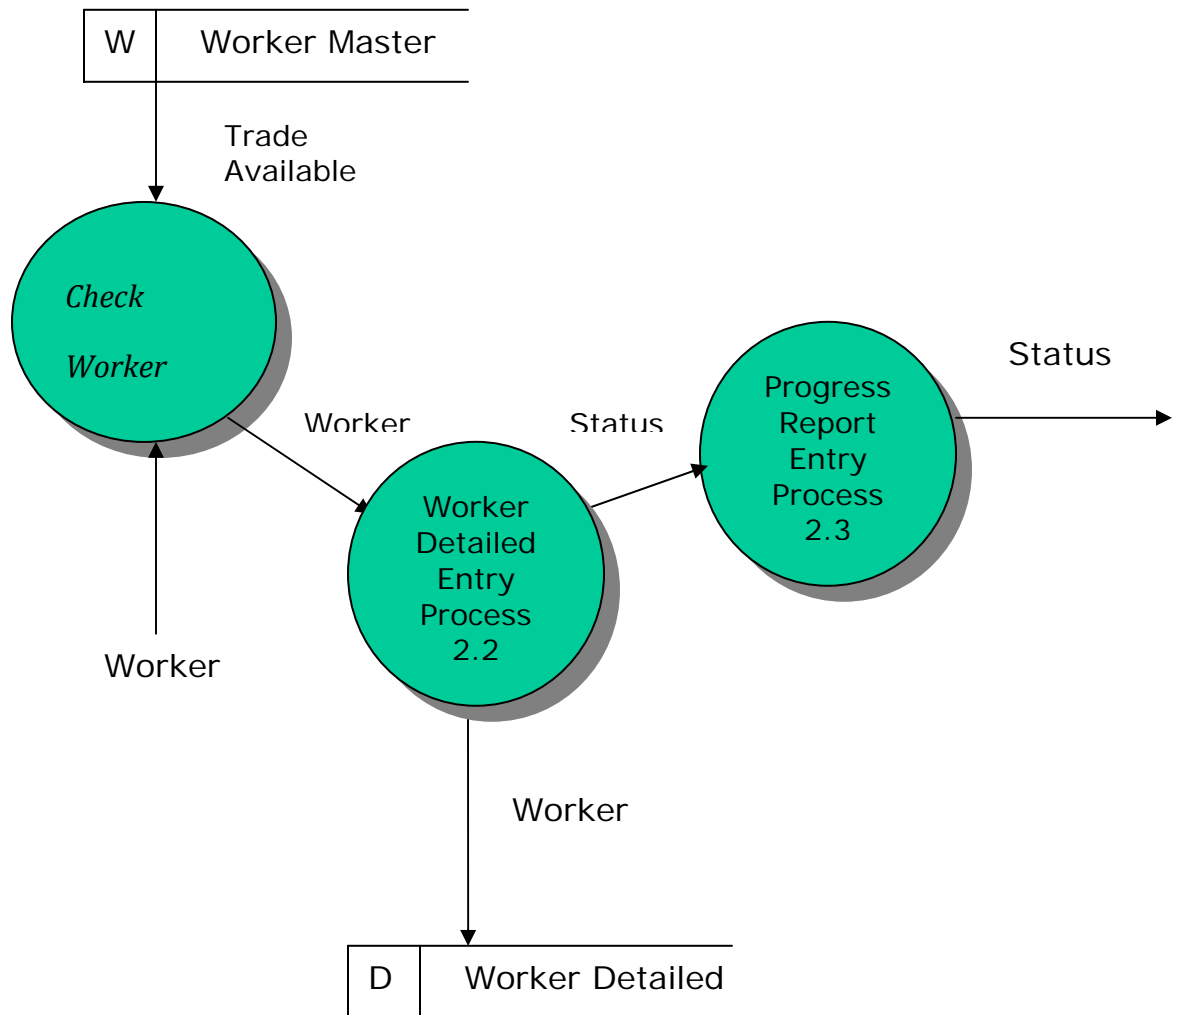 W Worker Master
Trade
Available
Check
Worker
Worker
Status
Status
Progress
Report
Entry
Process
2.3
Worker
Detailed
Entry
Process
2.2
Worker
Worker
D Worker Detailed